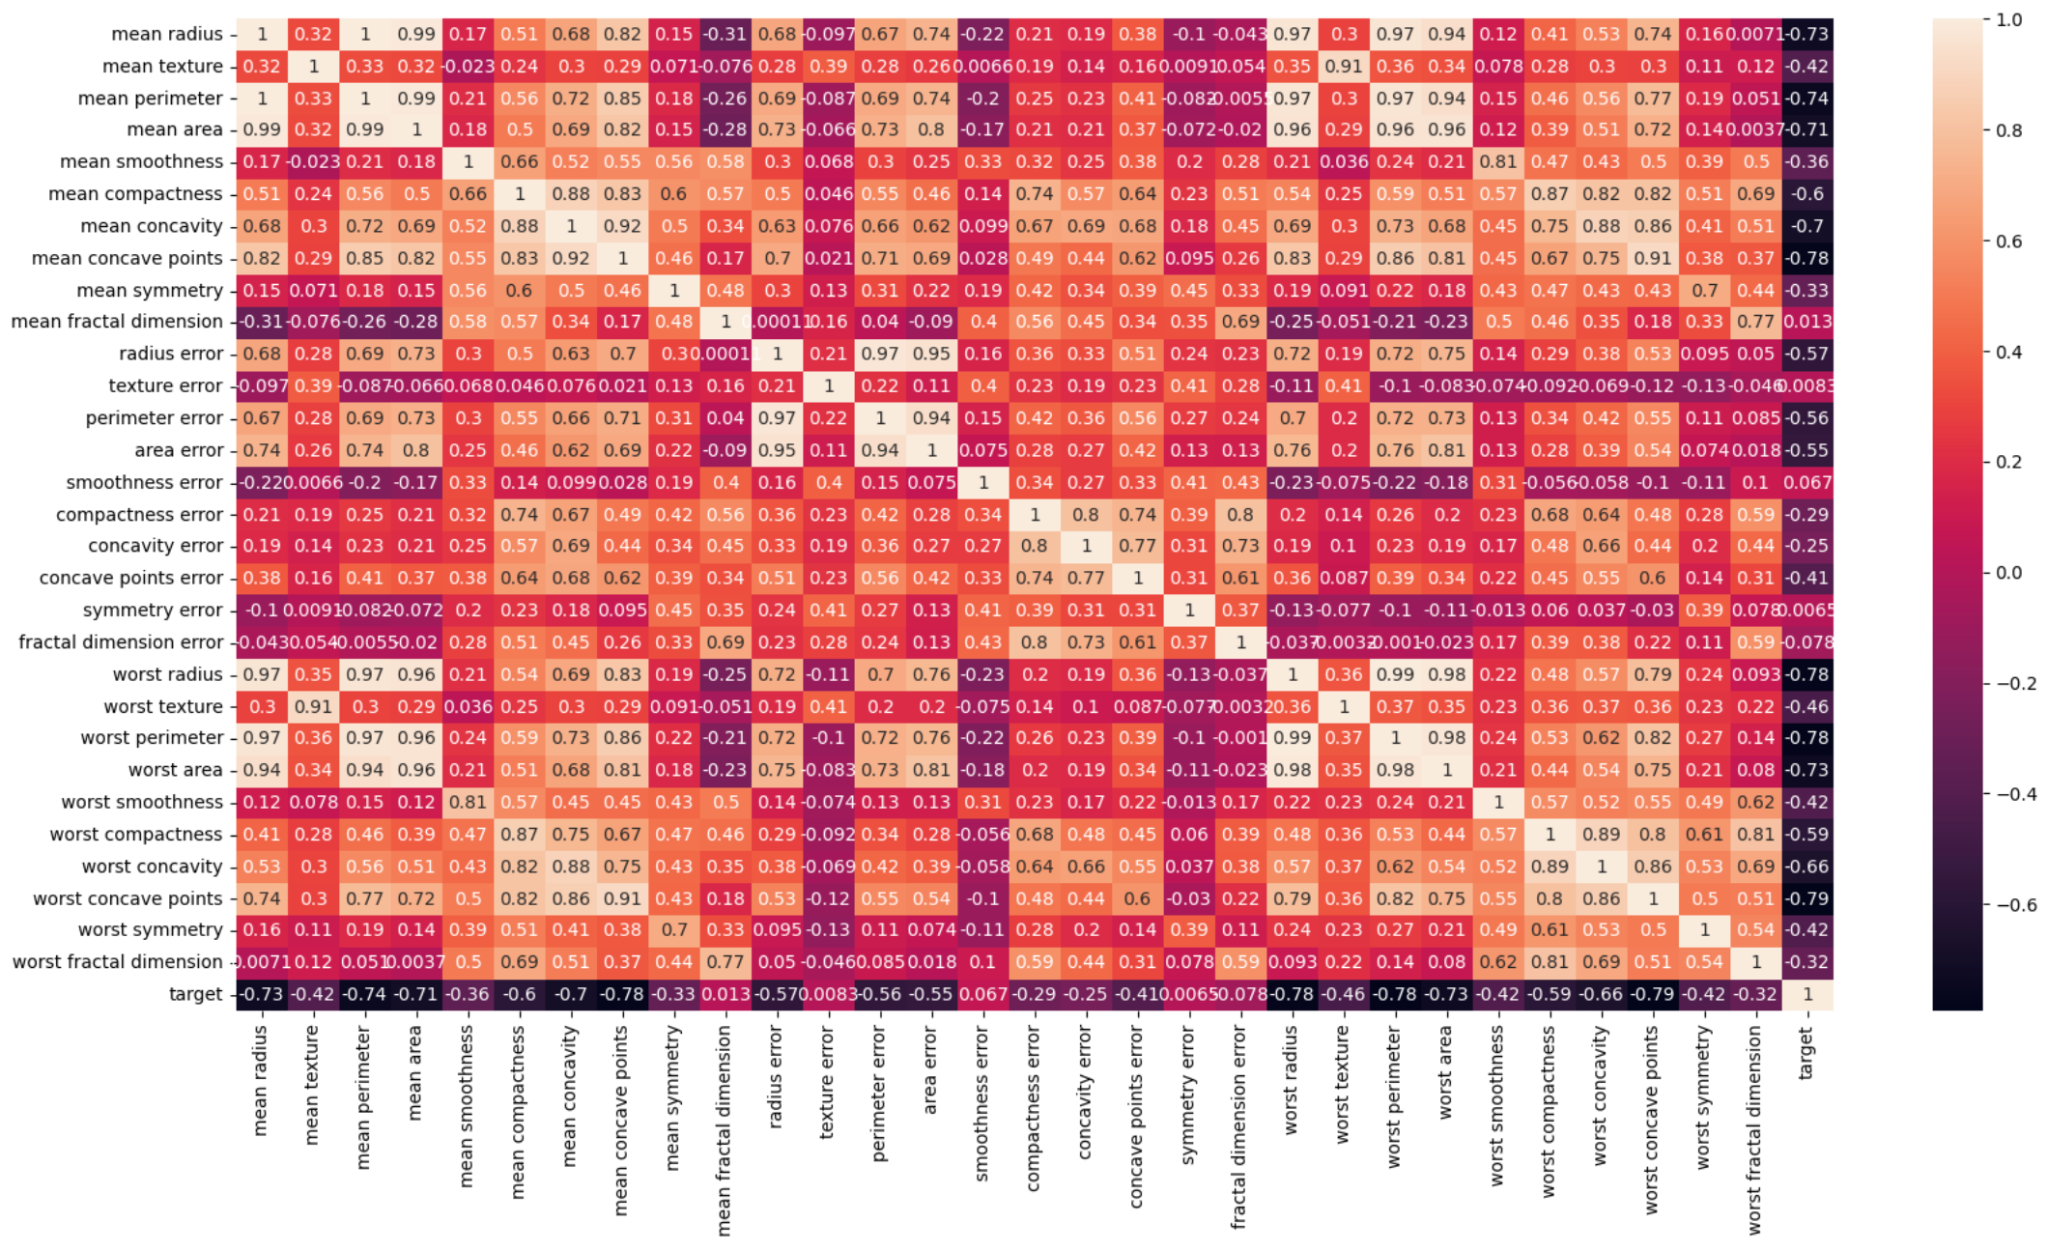 mean radius 1 0.32 1 0.99 0.17 0.51 0.68 0.82 0.15 -0.31 0.68 -0.097 0.67 0.74 -0.22 0.21 0.19 0.38 -0.1 -0.043 0.97 0.3 0.97 0.94 0.12 0.41 0.53 0.74 0.16 0.0071 -0.73
mean texture 0.32 1 0.33 0.32 -0.023 0.24 0.3 0.29 0.071 -0.076 0.28 0.39 0.28 0.26 0.0066 0.19 0.14 0.16 0.0091 0.054 0.35 0.91 0.36 0.34 0.078 0.28 0.3 0.3 0.11 0.12 -0.42
mean perimeter 1 0.33 1 0.99 0.21 0.56 0.72 0.85 0.18 -0.26 0.69 -0.087 0.69 0.74 -0.2 0.25 0.23 0.41 -0.082 0.97 0.3 0.97 0.94 0.15 0.46 0.56 0.77 0.19 0.051 -0.74
mean area 0.99 0.32 0.99 1 0.18 0.5 0.69 0.82 0.15 -0.28 0.73 -0.066 0.73 0.8 -0.17 0.21 0.21 0.37 -0.072 -0.02 0.96 0.29 0.96 0.96 0.12 0.39 0.51 0.72 0.14 0.0037 -0.71
mean smoothness 0.17 -0.023 0.21 0.18 1 0.66 0.52 0.55 0.56 0.58 0.3 0.068 0.3 0.25 0.33 0.32 0.25 0.38 0.2 0.28 0.21 0.036 0.24 0.21 0.81 0.47 0.43 0.5 0.39 0.5 -0.36
mean compactness 0.51 0.24 0.56 0.5 0.66 1 0.88 0.83 0.6 0.57 0.5 0.046 0.55 0.46 0.14 0.74 0.57 0.64 0.23 0.51 0.54 0.25 0.59 0.51 0.57 0.87 0.82 0.82 0.51 0.69 -0.6
mean concavity 0.68 0.3 0.72 0.69 0.52 0.88 1 0.92 0.5 0.34 0.63 0.076 0.66 0.62 0.099 0.67 0.69 0.68 0.18 0.45 0.69 0.3 0.73 0.68 0.45 0.75 0.88 0.86 0.41 0.51 -0.7
mean concave points 0.82 0.29 0.85 0.82 0.55 0.83 0.92 1 0.46 0.17 0.7 0.021 0.71 0.69 0.028 0.49 0.44 0.62 0.095 0.26 0.83 0.29 0.86 0.81 0.45 0.67 0.75 0.91 0.38 0.37 -0.78
mean symmetry 0.15 0.071 0.18 0.15 0.56 0.6 0.5 0.46 1 0.48 0.3 0.13 0.31 0.22 0.19 0.42 0.34 0.39 0.45 0.33 0.19 0.091 0.22 0.18 0.43 0.47 0.43 0.43 0.7 0.44 -0.33
mean fractal dimension -0.31 -0.076 -0.26 -0.28 0.58 0.57 0.34 0.17 0.48 1 0.00011 0.16 0.04 -0.09 0.4 0.56 0.45 0.34 0.35 0.69 -0.25 -0.051 -0.21 -0.23 0.5 0.46 0.35 0.18 0.33 0.77 0.013
radius error 0.68 0.28 0.69 0.73 0.3 0.5 0.63 0.7 0.3 1 0.21 0.97 0.95 0.16 0.36 0.33 0.51 0.24 0.23 0.72 0.19 0.72 0.75 0.14 0.29 0.38 0.53 0.095 0.05 -0.57
texture error -0.097 0.39 -0.087 -0.066 0.068 0.046 0.076 0.021 0.13 0.16 0.21 1 0.22 0.11 0.4 0.23 0.19 0.23 0.41 0.28 -0.11 0.41 -0.1 -0.083 -0.074 -0.092 -0.069 -0.12 -0.13 -0.046 0.0083
perimeter error 0.67 0.28 0.69 0.73 0.3 0.55 0.66 0.71 0.31 0.04 0.97 0.22 1 0.94 0.15 0.42 0.36 0.56 0.27 0.24 0.7 0.2 0.72 0.73 0.13 0.34 0.42 0.55 0.11 0.085 -0.56
area error 0.74 0.26 0.74 0.8 0.25 0.46 0.62 0.69 0.22 -0.09 0.95 0.11 0.94 1 0.075 0.28 0.27 0.42 0.13 0.13 0.76 0.2 0.76 0.81 0.13 0.28 0.39 0.54 0.074 0.018 -0.55
smoothness error -0.22 0.0066 -0.2 -0.17 0.33 0.14 0.099 0.028 0.19 0.4 0.16 0.4 0.15 0.075 1 0.34 0.27 0.33 0.41 0.43 -0.23 -0.075 -0.22 -0.18 0.31 -0.056 -0.058 -0.1 -0.11 0.1 0.067
compactness error 0.21 0.19 0.25 0.21 0.32 0.74 0.67 0.49 0.42 0.56 0.36 0.23 0.42 0.28 0.34 1 0.8 0.74 0.39 0.8 0.2 0.14 0.26 0.2 0.23 0.68 0.64 0.48 0.28 0.59 -0.29
concavity error 0.19 0.14 0.23 0.21 0.25 0.57 0.69 0.44 0.34 0.45 0.33 0.19 0.36 0.27 0.27 0.8 1 0.77 0.31 0.73 0.19 0.1 0.23 0.19 0.17 0.48 0.66 0.44 0.2 0.44 -0.25
concave points error 0.38 0.16 0.41 0.37 0.38 0.64 0.68 0.62 0.39 0.34 0.51 0.23 0.56 0.42 0.33 0.74 0.77 1 0.31 0.61 0.36 0.087 0.39 0.34 0.22 0.45 0.55 0.6 0.14 0.31 -0.41
symmetry error -0.1 0.0091 -0.082 -0.072 0.2 0.23 0.18 0.095 0.45 0.35 0.24 0.41 0.27 0.13 0.41 0.39 0.31 0.31 1 0.37 -0.13 -0.077 -0.1 -0.11 -0.013 0.06 0.037 -0.03 0.39 0.078 0.0065
fractal dimension error -0.043 0.054 -0.0055 -0.02 0.28 0.51 0.45 0.26 0.33 0.69 0.23 0.28 0.24 0.13 0.43 0.8 0.73 0.61 0.37 1 -0.037 -0.0032 -0.001 -0.023 0.17 0.39 0.38 0.22 0.11 0.59 -0.078
worst radius 0.97 0.35 0.97 0.96 0.21 0.54 0.69 0.83 0.19 -0.25 0.72 -0.11 0.7 0.76 -0.23 0.2 0.19 0.36 -0.13 -0.037 1 0.36 0.99 0.98 0.22 0.48 0.57 0.79 0.24 0.093 -0.78
worst texture 0.3 0.91 0.3 0.29 0.036 0.25 0.3 0.29 0.091 -0.051 0.19 0.41 0.2 0.2 -0.075 0.14 0.1 0.087 -0.077 -0.0032 0.36 1 0.37 0.35 0.23 0.36 0.37 0.36 0.23 0.22 -0.46
worst perimeter 0.97 0.36 0.97 0.96 0.24 0.59 0.73 0.86 0.22 -0.21 0.72 -0.1 0.72 0.76 -0.22 0.26 0.23 0.39 -0.1 -0.001 0.99 0.37 1 0.98 0.24 0.53 0.62 0.82 0.27 0.14 -0.78
worst area 0.94 0.34 0.94 0.96 0.21 0.51 0.68 0.81 0.18 -0.23 0.75 -0.083 0.73 0.81 -0.18 0.2 0.19 0.34 -0.11 -0.023 0.98 0.35 0.98 1 0.21 0.44 0.54 0.75 0.21 0.08 -0.73
worst smoothness 0.12 0.078 0.15 0.12 0.81 0.57 0.45 0.45 0.43 0.5 0.14 -0.074 0.13 0.13 0.31 0.23 0.17 0.22 -0.013 0.17 0.22 0.23 0.24 0.21 1 0.57 0.52 0.55 0.49 0.62 -0.42
worst compactness 0.41 0.28 0.46 0.39 0.47 0.87 0.75 0.67 0.47 0.46 0.29 -0.092 0.34 0.28 -0.056 0.68 0.48 0.45 0.06 0.39 0.48 0.36 0.53 0.44 0.57 1 0.89 0.8 0.61 0.81 -0.59
worst concavity 0.53 0.3 0.56 0.51 0.43 0.82 0.88 0.75 0.43 0.35 0.38 -0.069 0.42 0.39 -0.058 0.64 0.66 0.55 0.037 0.38 0.57 0.37 0.62 0.54 0.52 0.89 1 0.86 0.53 0.69 -0.66
worst concave points 0.74 0.3 0.77 0.72 0.5 0.82 0.86 0.91 0.43 0.18 0.53 -0.12 0.55 0.54 -0.1 0.48 0.44 0.6 -0.03 0.22 0.79 0.36 0.82 0.75 0.55 0.8 0.86 1 0.5 0.51 -0.79
worst symmetry 0.16 0.11 0.19 0.14 0.39 0.51 0.41 0.38 0.7 0.33 0.095 -0.13 0.11 0.074 -0.11 0.28 0.2 0.14 0.39 0.11 0.24 0.23 0.27 0.21 0.49 0.61 0.53 0.5 1 0.54 -0.42
worst fractal dimension 0.0071 0.12 0.051 0.0037 0.5 0.69 0.51 0.37 0.44 0.77 0.05 -0.046 0.085 0.018 0.1 0.59 0.44 0.31 0.078 0.59 0.093 0.22 0.14 0.08 0.62 0.81 0.69 0.51 0.54 1 -0.32
target -0.73 -0.42 -0.74 -0.71 -0.36 -0.6 -0.7 -0.78 -0.33 0.013 -0.57 0.0083 -0.56 -0.55 0.067 -0.29 -0.25 -0.41 0.0065 -0.078 -0.78 -0.46 -0.78 -0.73 -0.42 -0.59 -0.66 -0.79 -0.42 -0.32 1
mean radius
mean texture
mean perimeter
mean area
mean smoothness
mean compactness
mean concavity
mean concave points
mean symmetry
mean fractal dimension
radius error
texture error
perimeter error
area error
smoothness error
compactness error
concavity error
concave points error
symmetry error
fractal dimension error
worst radius
worst texture
worst perimeter
worst area
worst smoothness
worst compactness
worst concavity
worst concave points
worst symmetry
worst fractal dimension
target
1.0
0.8
0.6
0.4
0.2
0.0
−0.2
−0.4
−0.6